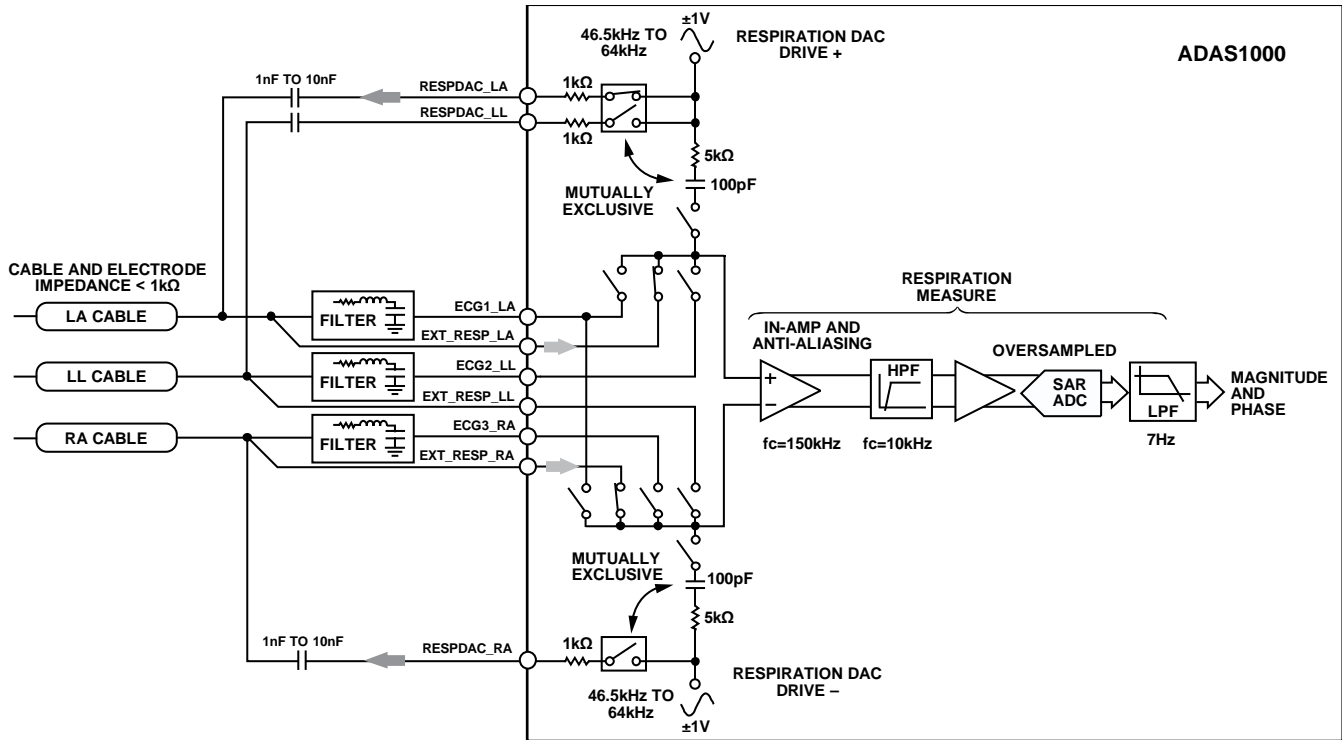 ±1V
46.5kHz TO
64kHz
RESPIRATION DAC
DRIVE +
ADAS1000
1nF TO 10nF
RESPDAC_LA
1kΩ
RESPDAC_LL
1kΩ
5kΩ
100pF
MUTUALLY
EXCLUSIVE
CABLE AND ELECTRODE
IMPEDANCE < 1kΩ
LA CABLE
FILTER
ECG1_LA
EXT_RESP_LA
LL CABLE
FILTER
ECG2_LL
EXT_RESP_LL
RA CABLE
FILTER
ECG3_RA
EXT_RESP_RA
RESPIRATION
MEASURE
IN-AMP AND
ANTI-ALIASING
+
–
fc=150kHz
HPF
fc=10kHz
OVERSAMPLED
SAR
ADC
LPF
7Hz
MAGNITUDE
AND
PHASE
MUTUALLY
EXCLUSIVE
100pF
5kΩ
1nF TO 10nF
RESPDAC_RA
1kΩ
46.5kHz TO
64kHz
±1V
RESPIRATION DAC
DRIVE –